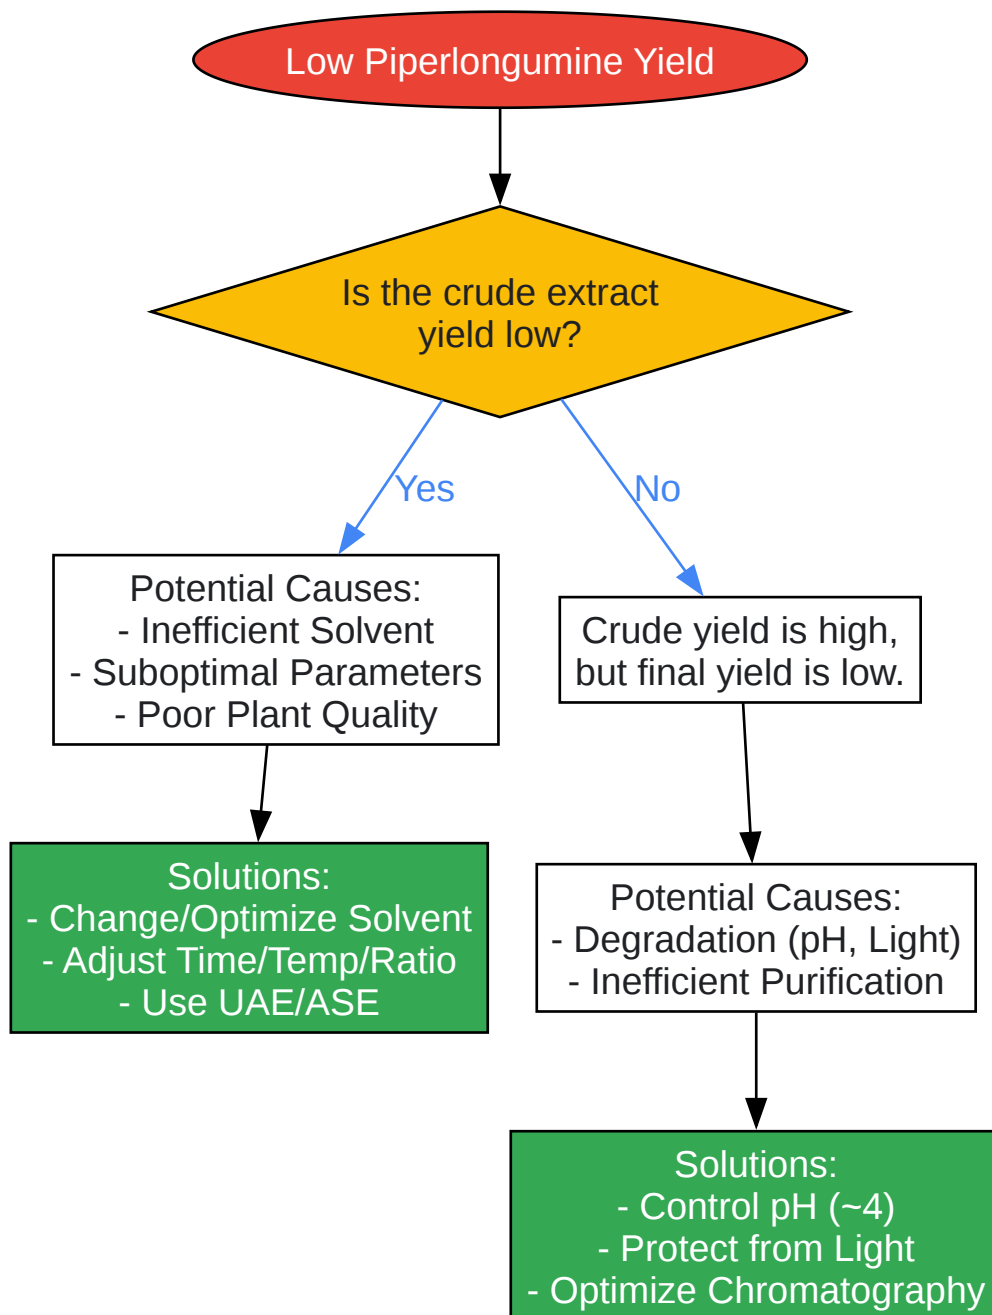 Low Piperlongumine Yield
Is the crude extract
yield low?
Yes
No
Potential Causes:
- Inefficient Solvent
- Suboptimal Parameters
- Poor Plant Quality
Crude yield is high,
but final yield is low.
Solutions:
- Change/Optimize Solvent
- Adjust Time/Temp/Ratio
- Use UAE/ASE
Potential Causes:
- Degradation (pH, Light)
- Inefficient Purification
Solutions:
- Control pH (~4)
- Protect from Light
- Optimize Chromatography